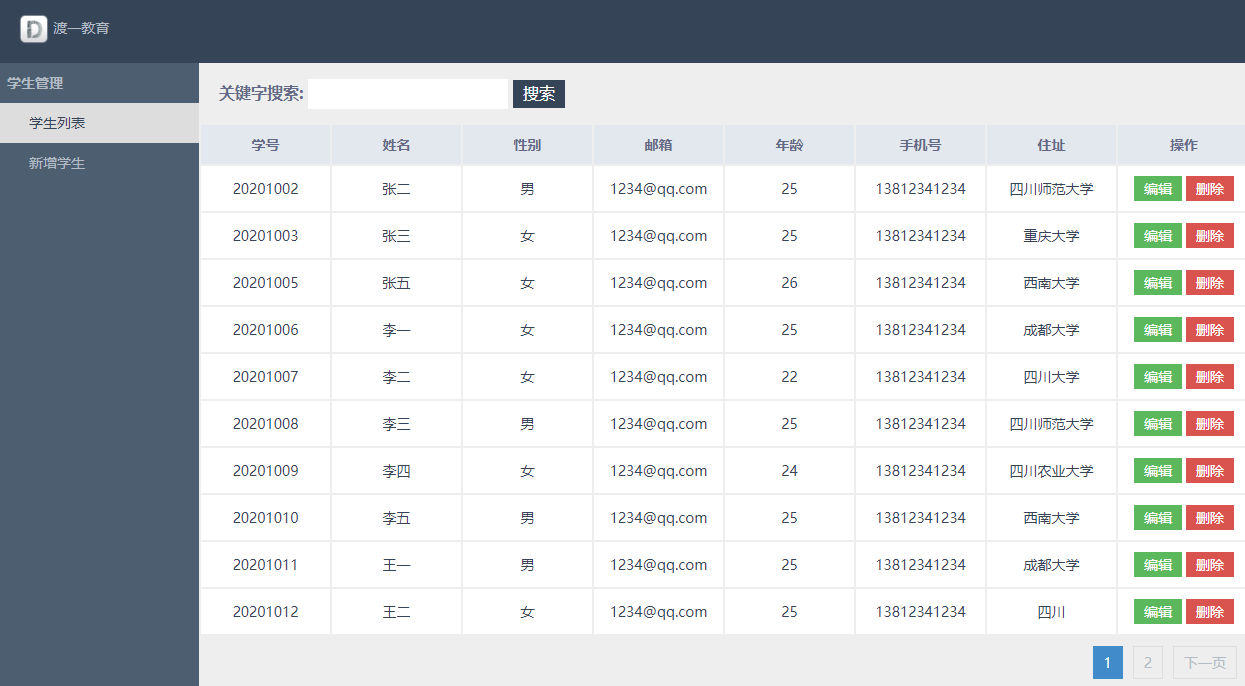 渡一教育
学生管理
学生列表
新增学生
关键字搜索: 搜索
学号 姓名 性别 邮箱 年龄 手机号 住址 操作
20201002 张二 男 1234@qq.com 25 13812341234 四川师范大学 编辑 删除
20201003 张三 女 1234@qq.com 25 13812341234 重庆大学 编辑 删除
20201005 张五 女 1234@qq.com 26 13812341234 西南大学 编辑 删除
20201006 李一 女 1234@qq.com 25 13812341234 成都大学 编辑 删除
20201007 李二 女 1234@qq.com 22 13812341234 四川大学 编辑 删除
20201008 李三 男 1234@qq.com 25 13812341234 四川师范大学 编辑 删除
20201009 李四 女 1234@qq.com 24 13812341234 四川农业大学 编辑 删除
20201010 李五 男 1234@qq.com 25 13812341234 西南大学 编辑 删除
20201011 王一 男 1234@qq.com 25 13812341234 成都大学 编辑 删除
20201012 王二 女 1234@qq.com 25 13812341234 四川 编辑 删除
1 2 下一页